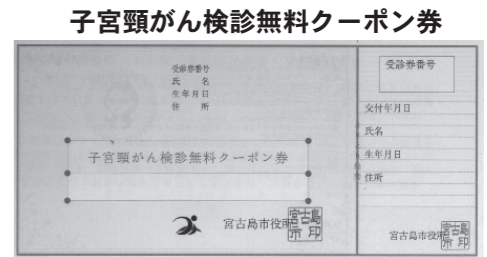 子宮頸がん検診無料クーポン券
受診券番号
氏 名
生年月日
住 所
子宮頸がん検診無料クーポン券
宮古島市役所
宮古島
市印
受診券番号
交付年月日
氏名
生年月日
住所
宮古島市役所
宮古島
市印